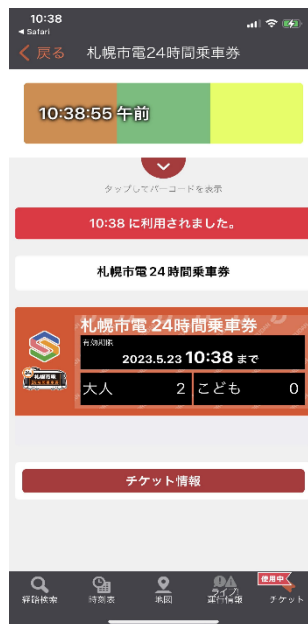 10:38
◀ Safari
戻る 札幌市電24時間乗車券
10:38:55 午前
タップしてバーコードを表示
10:38 に利用されました。
札幌市電 24 時間乗車券
札幌市電 24時間乗車券
有効期限
2023.5.23 10:38 まで
大人 2 こども 0
チケット情報
使用中
経路検索 時刻表 地図 運行情報 チケット